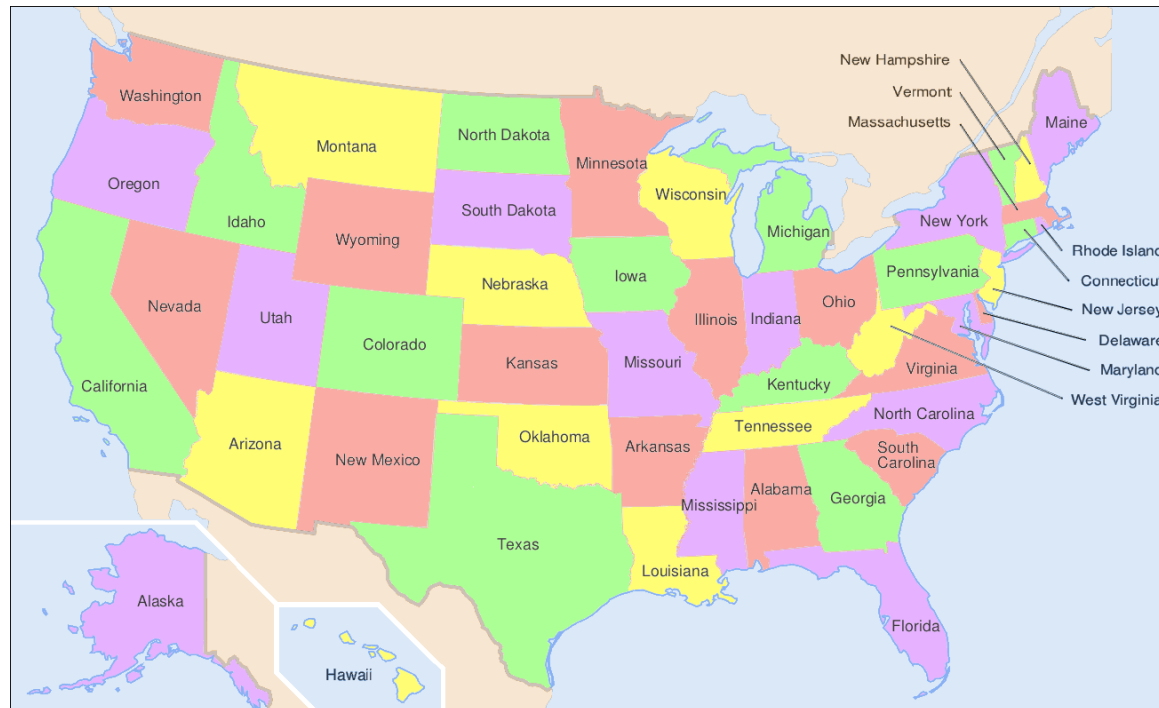 New Hampshire
Vermont
Massachusetts
Washington
Montana
North Dakota
Minnesota
Maine
Oregon
Idaho
Wyoming
South Dakota
Wisconsin
Michigan
New York
Rhode Island
Connecticut
Nevada
Utah
Colorado
Nebraska
Iowa
Illinois
Indiana
Ohio
Pennsylvania
New Jersey
Delaware
Maryland
West Virginia
California
Arizona
New Mexico
Kansas
Oklahoma
Missouri
Arkansas
Kentucky
Tennessee
Virginia
North Carolina
South
Carolina
Texas
Louisiana
Mississippi
Alabama
Georgia
Florida
Alaska
Hawaii